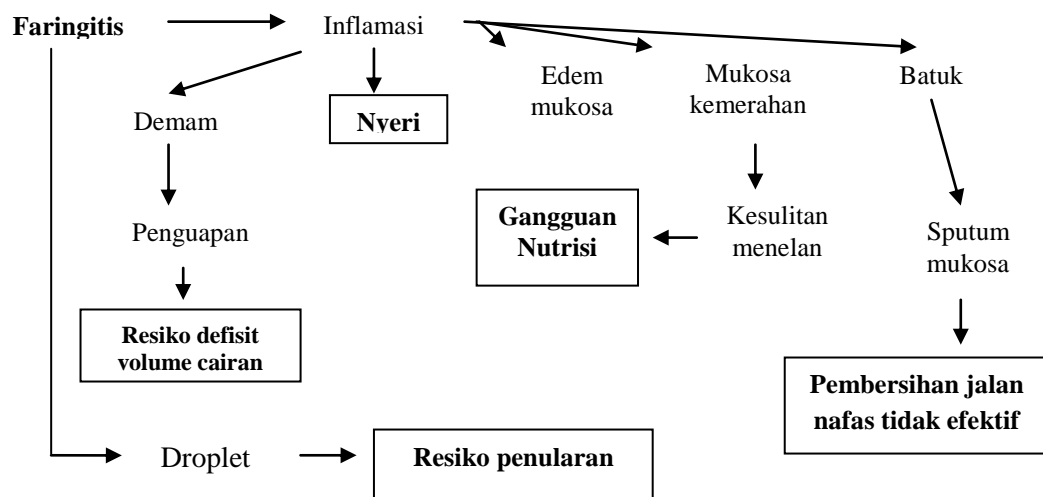 Faringitis
Inflamasi
Edem
mukosa
Mukosa
kemerahan
Batuk
Demam
Nyeri
Penguapan
Gangguan
Nutrisi
Kesulitan
menelan
Sputum
mukosa
Resiko defisit
volume cairan
Pembersihan jalan
nafas tidak efektif
Droplet
Resiko penularan